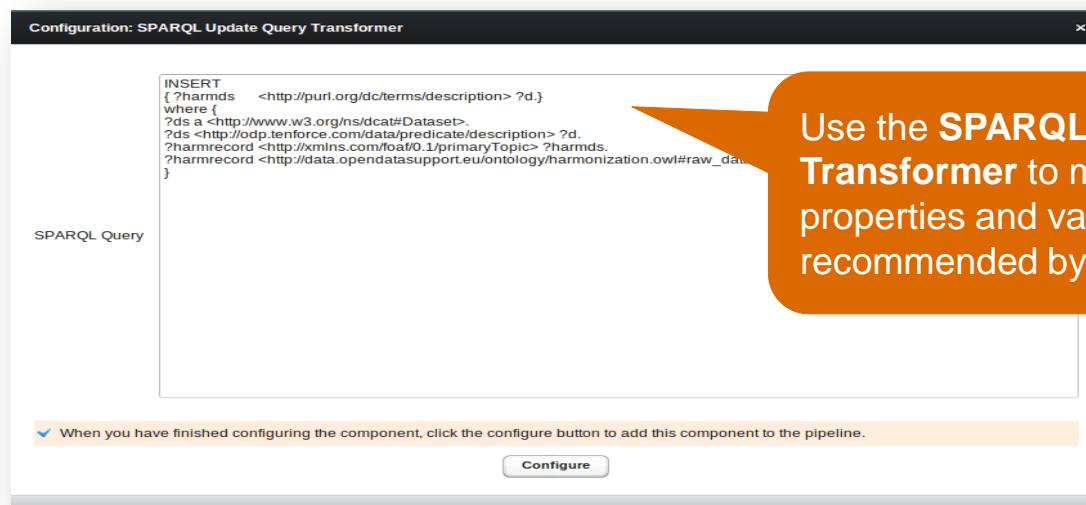 Configuration: SPARQL Update Query Transformer ×
INSERT
{ ?harmds <http://purl.org/dc/terms/description> ?d.}
where {
?ds a <http://www.w3.org/ns/dcat#Dataset>.
?ds <http://odp.tenforce.com/data/predicate/description> ?d.
?harmrecord <http://xmlns.com/foaf/0.1/primaryTopic> ?harmds.
?harmrecord <http://data.opendatasupport.eu/ontology/harmonization.owl#raw_dat
}
SPARQL Query
Use the SPARQL
Transformer to
properties and
recommended by
When you have finished configuring the component, click the configure button to add this component to the pipeline.
Configure